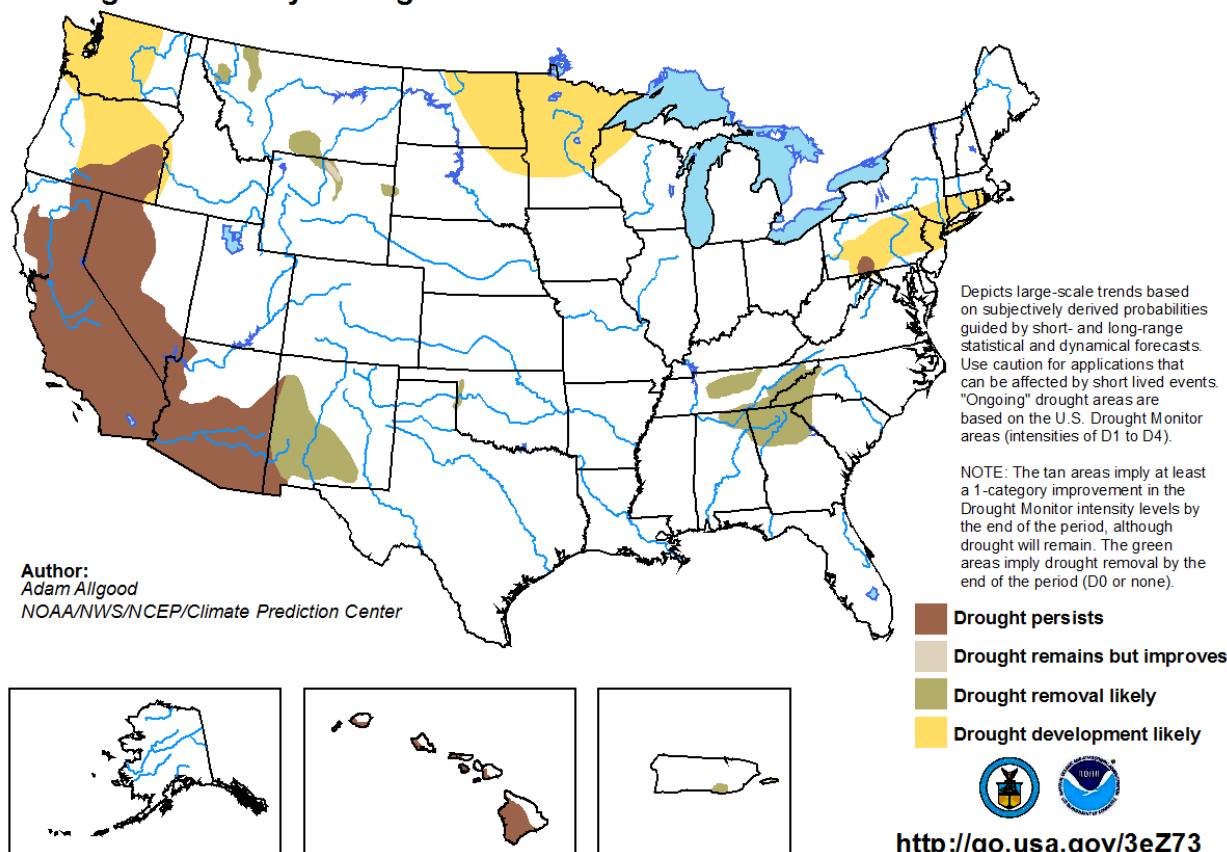 Depicts large-scale trends based
on subjectively derived probabilities
guided by short- and long-range
statistical and dynamical forecasts.
Use caution for applications that
can be affected by short lived events.
"Ongoing" drought areas are
based on the U.S. Drought Monitor
areas (intensities of D1 to D4).
NOTE: The tan areas imply at least
a 1-category improvement in the
Drought Monitor intensity levels by
the end of the period, although
drought will remain. The green
areas imply drought removal by the
end of the period (D0 or none).
Author:
Adam Allgood
NOAA/NWS/NCEP/Climate Prediction Center
Drought persists
Drought remains but improves
Drought removal likely
Drought development likely
http://go.usa.gov/3eZ73